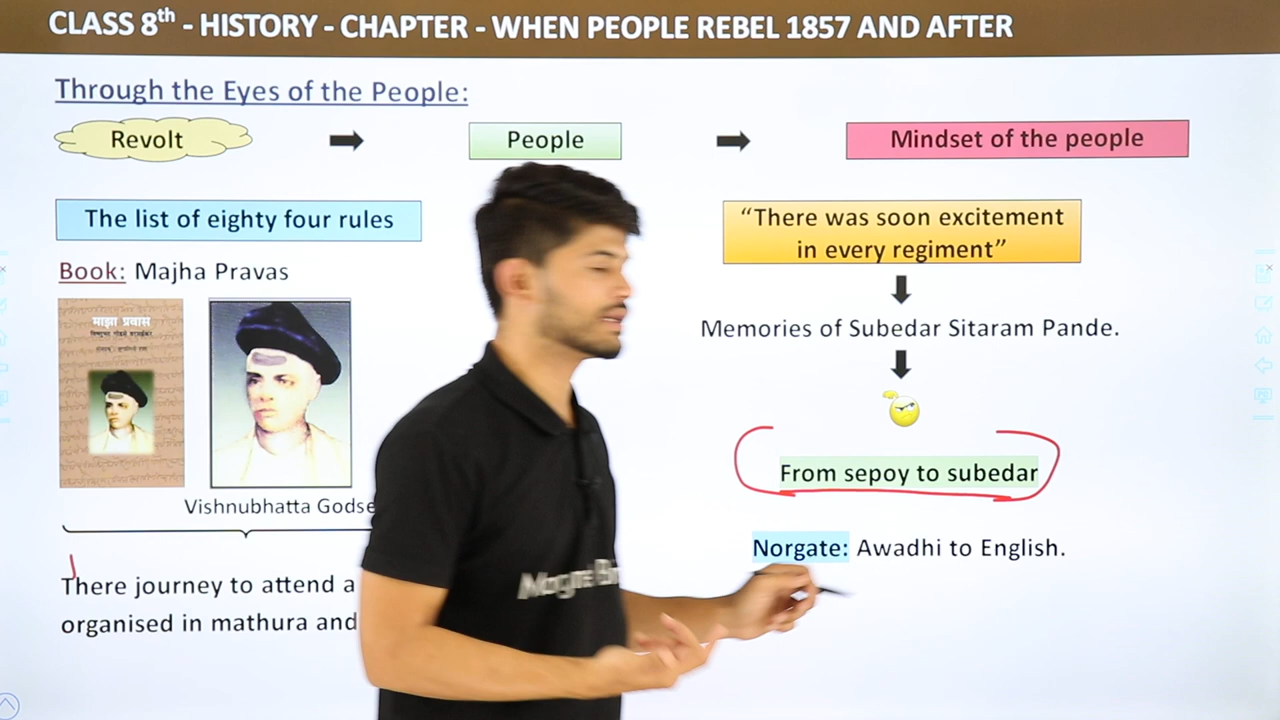 CLASS 8th - HISTORY - CHAPTER - WHEN PEOPLE REBEL 1857 AND AFTER
Through the Eyes of the People:
Revolt
People
Mindset of the people
The list of eighty four rules
Book: Majha Pravas
माझा प्रवास
Vishnubhatta Godse
There journey to attend a
organised in mathura and
"There was soon excitement
in every regiment"
Memories of Subedar Sitaram Pande.
From sepoy to subedar
Norgate: Awadhi to English.